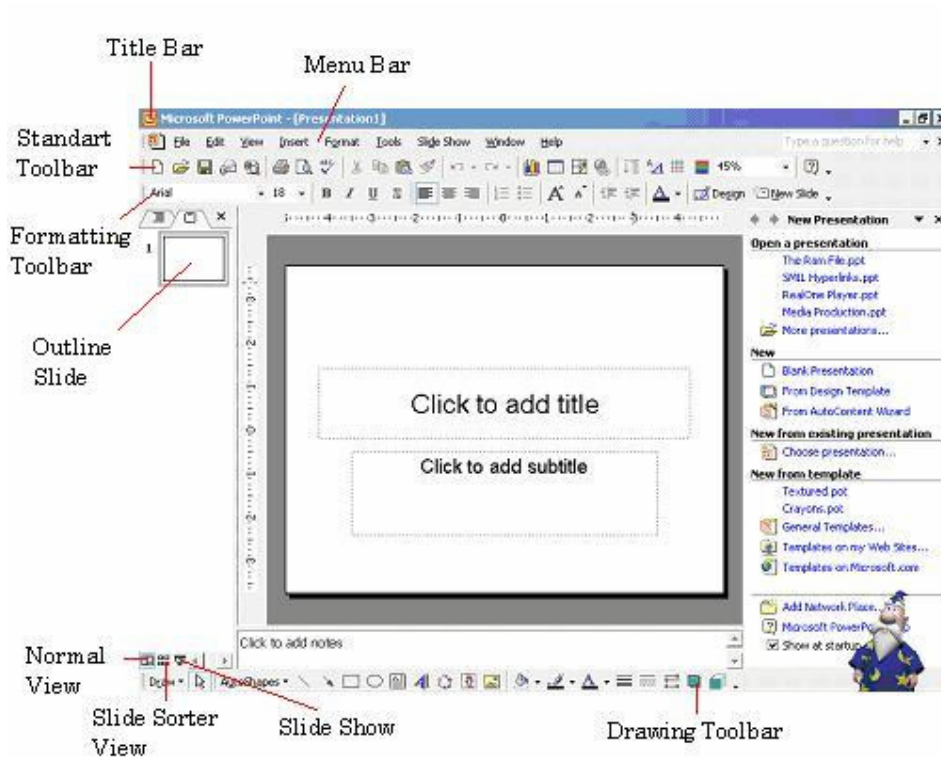 Title Bar
Menu Bar
Microsoft PowerPoint - [Presentation1]
Standart
Toolbar
File Edit View Insert Format Tools Slide Show Window Help
Type a question for help
45%
Arial 18 B I U S
Design New Slide
Formatting
Toolbar
1
Outline
Slide
New Presentation
Open a presentation
The Ram File.ppt
SMIL Hyperlinks.ppt
RealOne Player.ppt
Media Production.ppt
More presentations...
New
Blank Presentation
From Design Template
From AutoContent Wizard
New from existing presentation
Choose presentation...
New from template
Textured.pot
Crayons.pot
General Templates...
Templates on my Web Sites...
Templates on Microsoft.com
Add Network Place...
Microsoft
Show at startup
Click to add title
Click to add subtitle
Click to add notes
Normal
View
Draw AutoShapes
Slide Sorter
View
Slide Show
Drawing Toolbar